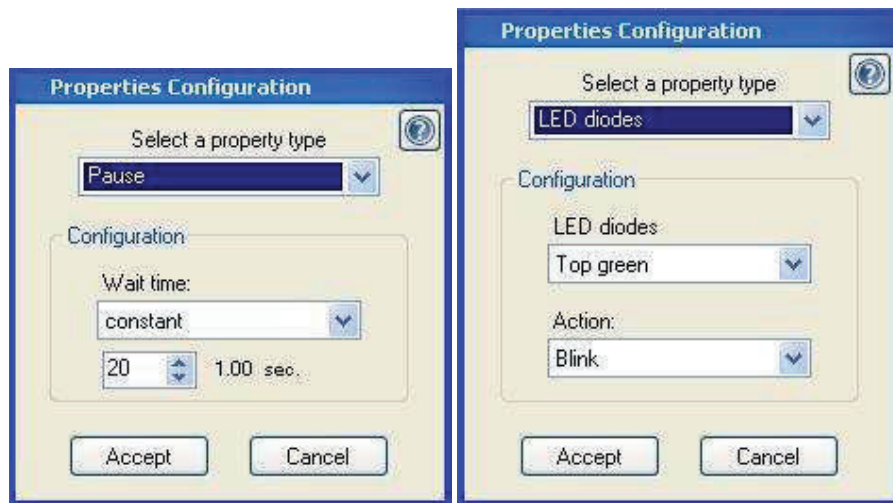 Properties Configuration
Select a property type
Pause
Configuration
Wait time:
constant
20 1.00 sec.
Accept Cancel
Properties Configuration
Select a property type
LED diodes
Configuration
LED diodes
Top green
Action:
Blink
Accept Cancel